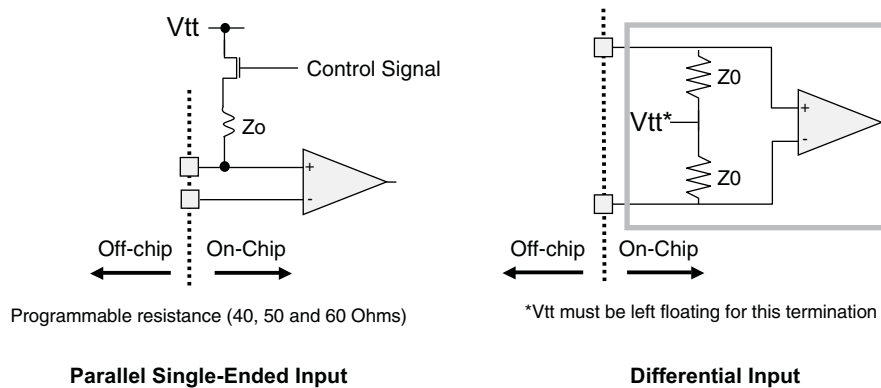 Vtt
Control Signal
Zo
+
-
Off-chip On-Chip
Programmable resistance (40, 50 and 60 Ohms)
Parallel Single-Ended Input
Z0
+
Vtt*
-
Z0
Off-chip On-Chip
*Vtt must be left floating for this termination
Differential Input